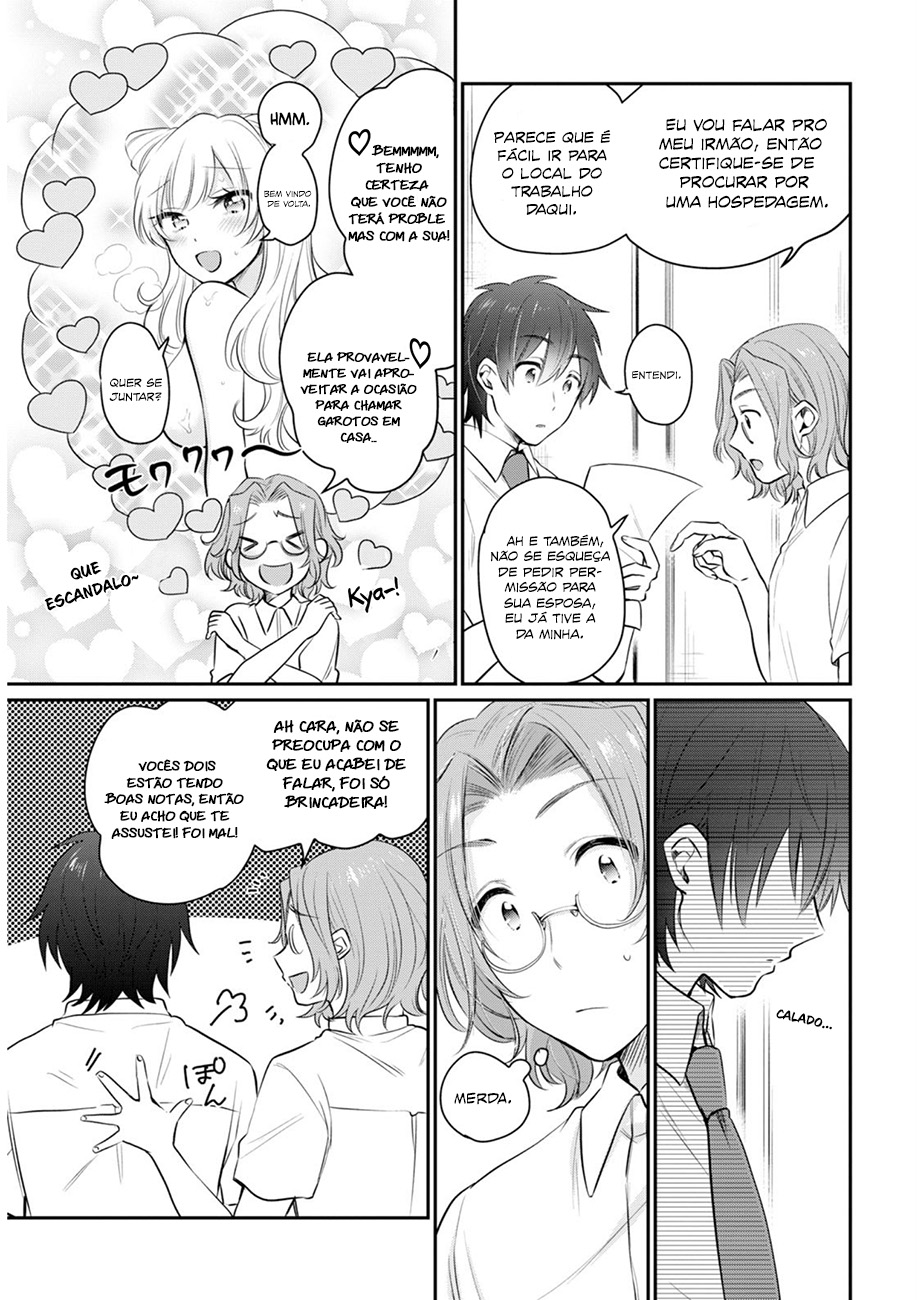 EU VOU FALAR PRO
MEU IRMÃO, ENTÃO
CERTIFIQUE-SE DE
PROCURAR POR
UMA HOSPEDAGEM.
PARECE QUE É
FÁCIL IR PARA
O LOCAL DO
TRABALHO
DAQUI.
ENTENDI.
AH E TAMBÉM,
NÃO SE ESQUEÇA
DE PEDIR PER-
MISSÃO PARA
SUA ESPOSA,
EU JÁ TIVE A
DA MINHA.
♡ BEMMMMM,
TENHO
CERTEZA
QUE VOCÊ NÃO
TERÁ PROBLE
MAS COM A SUA!
HMM.
BEM VINDO
DE VOLTA.
ELA PROVAVEL- ♡
MENTE VAI APRO-
VEITAR A OCASIÃO
PARA CHAMAR
GAROTOS EM
CASA..
QUER SE
JUNTAR?
モワクワ〜
Kya~!
QUE
ESCANDALO~
CALADO...
MERDA.
AH CARA, NÃO SE
PREOCUPA COM O
QUE EU ACABEI DE
FALAR, FOI SÓ
BRINCADEIRA!
VOCÊS DOIS
ESTÃO TENDO
BOAS NOTAS, ENTÃO
EU ACHO QUE TE
ASSUSTEI! FOI MAL!
ぽん